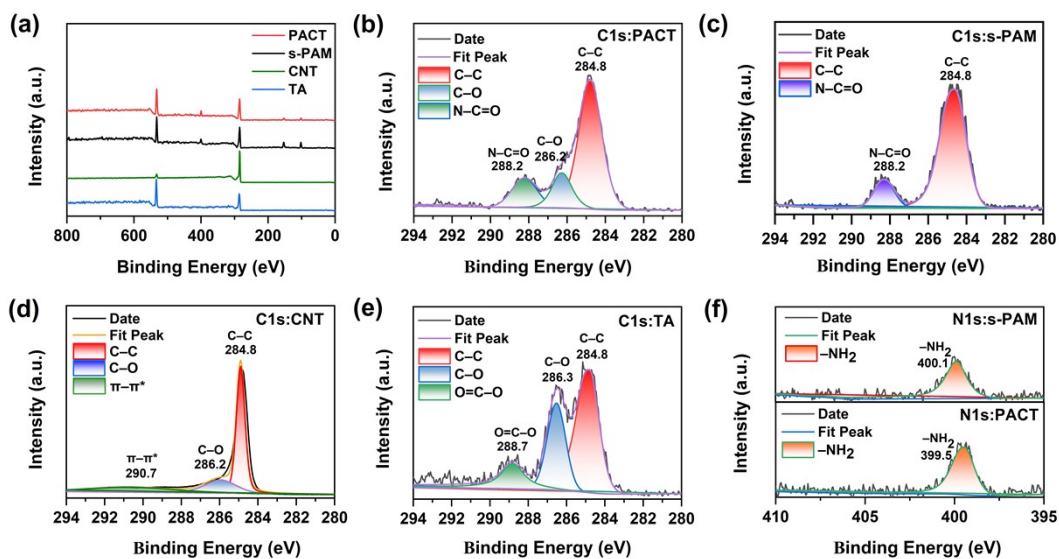 (a)
PACT
s-PAM
CNT
TA
Intensity (a.u.)
800 600 400 200 0
Binding Energy (eV)
(b)
C1s:PACT
Date
Fit Peak
C–C
C–O
N–C=O
C–C
284.8
C–O
286.2
N–C=O
288.2
Intensity (a.u.)
294 292 290 288 286 284 282 280
Binding Energy (eV)
(c)
C1s:s-PAM
Date
Fit Peak
C–C
N–C=O
C–C
284.8
N–C=O
288.2
Intensity (a.u.)
294 292 290 288 286 284 282 280
Binding Energy (eV)
(d)
C1s:CNT
Date
Fit Peak
C–C
C–O
π–π*
C–C
284.8
C–O
286.2
π–π*
290.7
Intensity (a.u.)
294 292 290 288 286 284 282 280
Binding Energy (eV)
(e)
C1s:TA
Date
Fit Peak
C–C
C–O
O=C–O
C–C
284.8
C–O
286.3
O=C–O
288.7
Intensity (a.u.)
294 292 290 288 286 284 282 280
Binding Energy (eV)
(f)
N1s:s-PAM
Date
Fit Peak
–NH2
–NH2
400.1
N1s:PACT
Date
Fit Peak
–NH2
–NH2
399.5
Intensity (a.u.)
410 405 400 395
Binding Energy (eV)